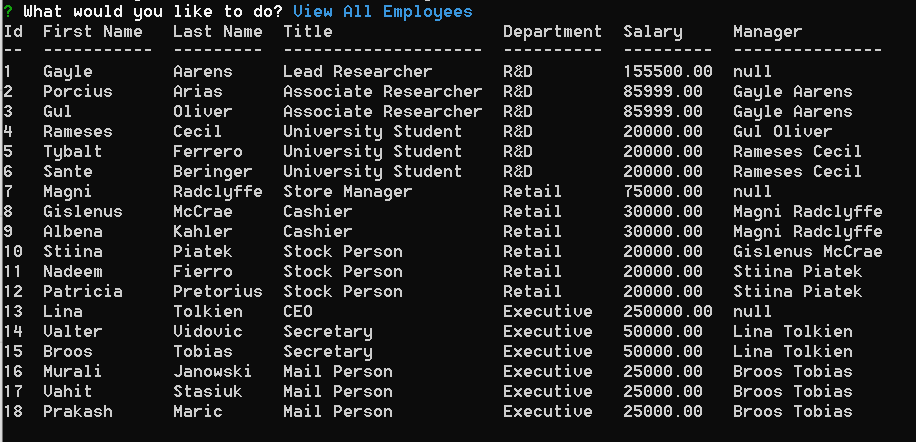 ? What would you like to do? View All Employees
Id  First Name   Last Name  Title                 Department  Salary     Manager
--  -----------  ---------  --------------------  ----------  ---------  ---------------
1   Gayle        Aarens     Lead Researcher       R&D         155500.00  null
2   Porcius      Arias      Associate Researcher  R&D         85999.00   Gayle Aarens
3   Gul          Oliver     Associate Researcher  R&D         85999.00   Gayle Aarens
4   Rameses      Cecil      University Student    R&D         20000.00   Gul Oliver
5   Tybalt       Ferrero    University Student    R&D         20000.00   Rameses Cecil
6   Sante        Beringer   University Student    R&D         20000.00   Rameses Cecil
7   Magni        Radclyffe  Store Manager         Retail      75000.00   null
8   Gislenus     McCrae     Cashier               Retail      30000.00   Magni Radclyffe
9   Albena       Kahler     Cashier               Retail      30000.00   Magni Radclyffe
10  Stiina       Piatek     Stock Person          Retail      20000.00   Gislenus McCrae
11  Nadeem       Fierro     Stock Person          Retail      20000.00   Stiina Piatek
12  Patricia     Pretorius  Stock Person          Retail      20000.00   Stiina Piatek
13  Lina         Tolkien    CEO                   Executive   250000.00  null
14  Valter       Vidovic    Secretary             Executive   50000.00   Lina Tolkien
15  Broos        Tobias     Secretary             Executive   50000.00   Lina Tolkien
16  Murali       Janowski   Mail Person           Executive   25000.00   Broos Tobias
17  Vahit        Stasiuk    Mail Person           Executive   25000.00   Broos Tobias
18  Prakash      Maric      Mail Person           Executive   25000.00   Broos Tobias